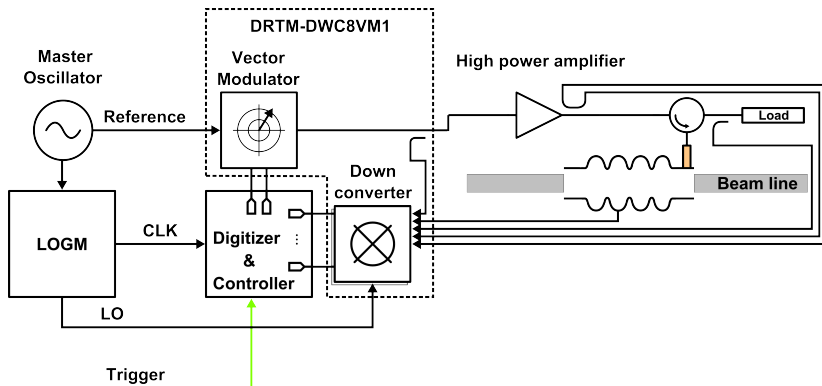 DRTM-DWC8VM1
Master
Oscillator
Vector
Modulator
High power amplifier
Reference
Load
Down
converter
Beam line
LOGM
CLK
Digitizer
&
Controller
LO
Trigger